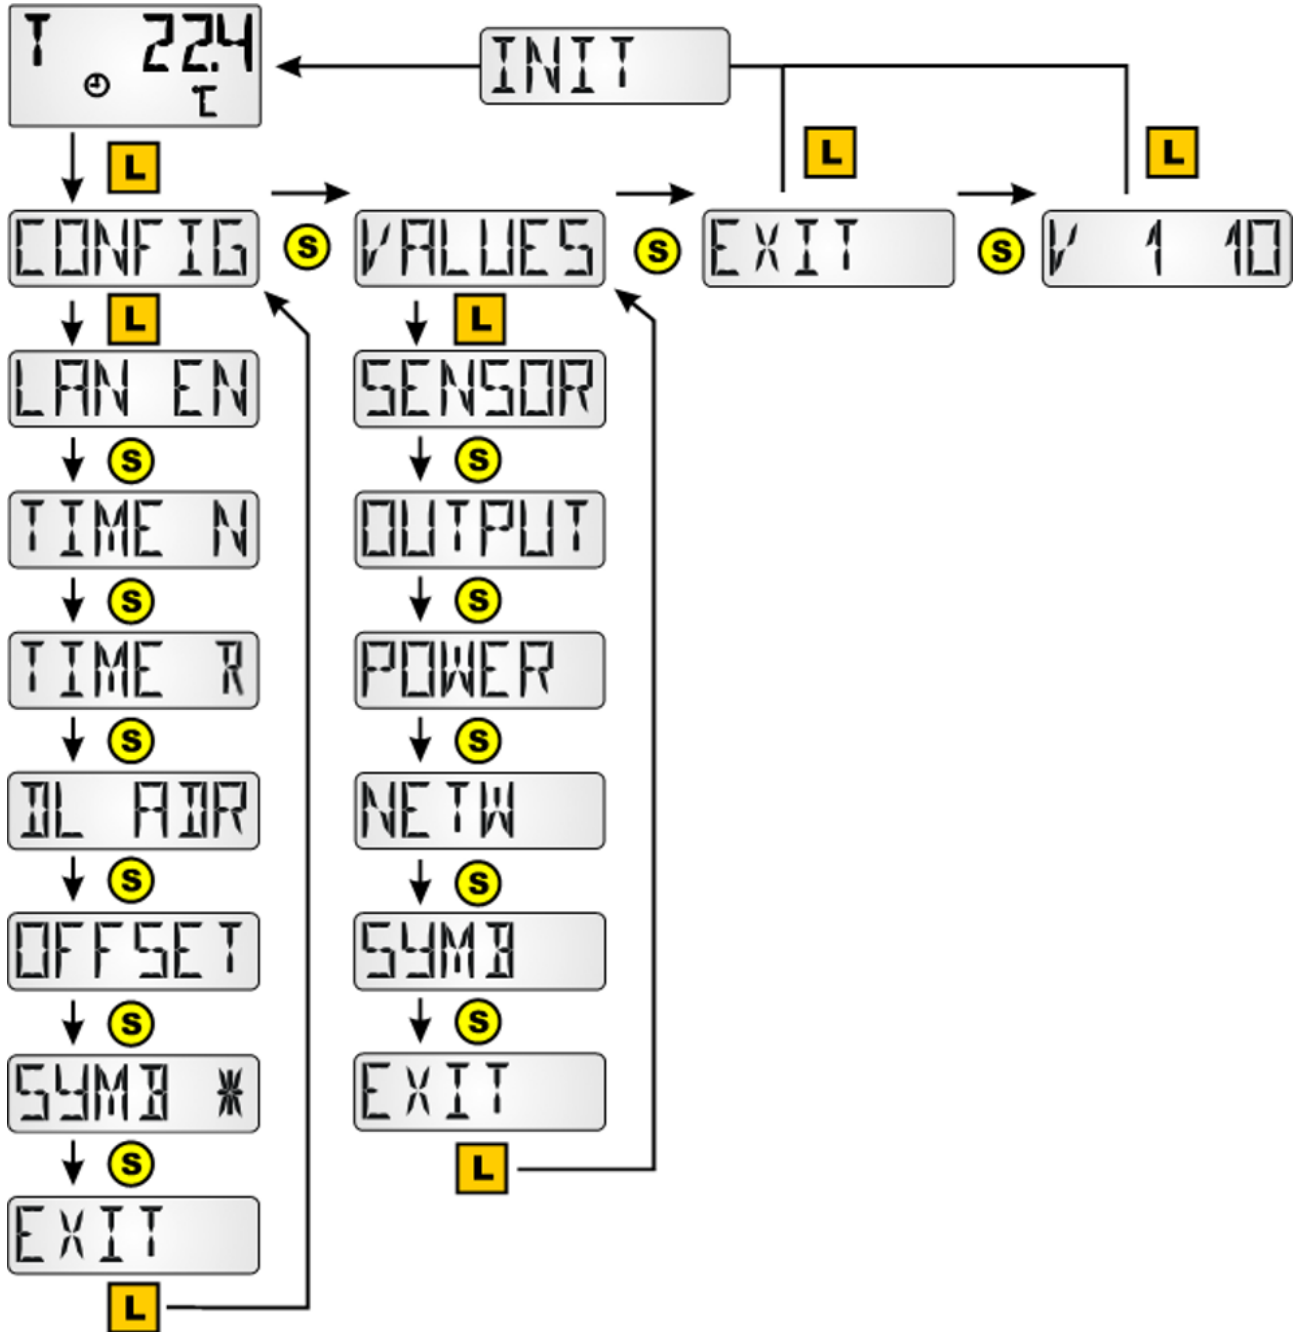 T 22.4
°C
INIT
L
L
L
CONFIG
S
VALUES
S
EXIT
S
V 1 10
L
L
LAN EN
SENSOR
S
S
TIME N
OUTPUT
S
S
TIME R
POWER
S
S
DL ADR
NETW
S
S
OFFSET
SYMB
S
S
SYMB *
EXIT
S
L
EXIT
L